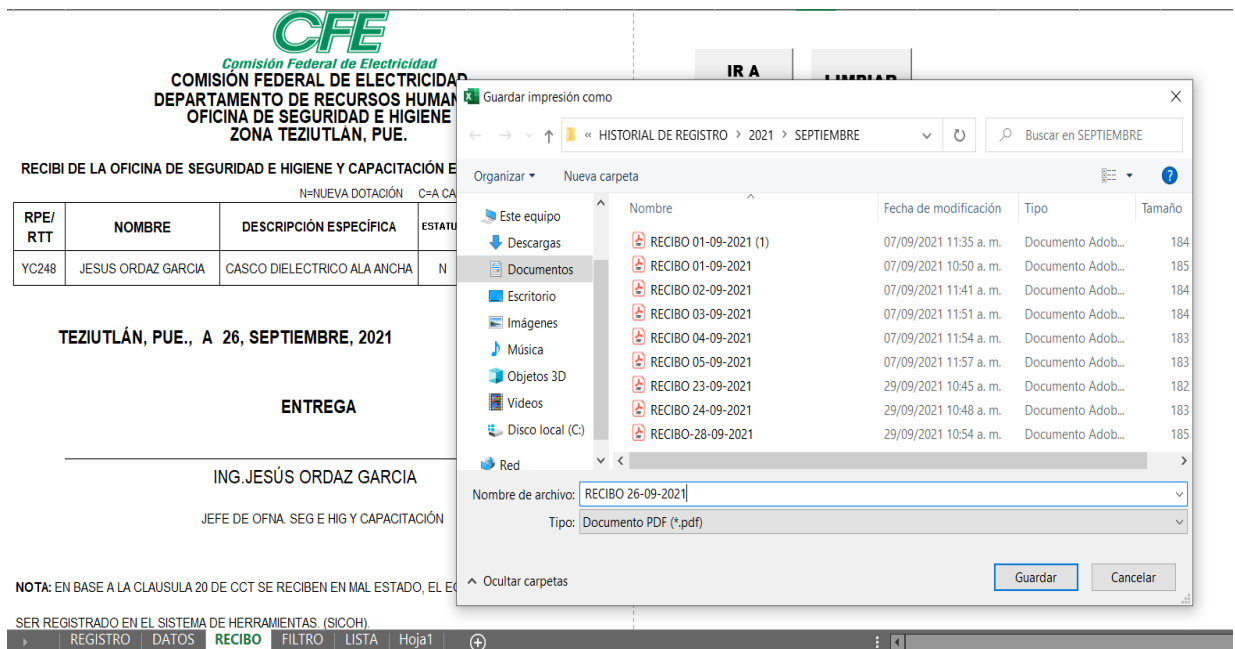 CFE
Comisión Federal de Electricidad
COMISIÓN FEDERAL DE ELECTRICIDAD
DEPARTAMENTO DE RECURSOS HUMAN
OFICINA DE SEGURIDAD E HIGIENE
ZONA TEZIUTLÁN, PUE.
IR A
LIMPIAR
RECIBI DE LA OFICINA DE SEGURIDAD E HIGIENE Y CAPACITACIÓN E
N=NUEVA DOTACIÓN C=A CA
RPE/
RTT
NOMBRE
DESCRIPCIÓN ESPECÍFICA
ESTATU
YC248 JESUS ORDAZ GARCIA CASCO DIELECTRICO ALA ANCHA N
TEZIUTLÁN, PUE., A 26, SEPTIEMBRE, 2021
ENTREGA
ING.JESÚS ORDAZ GARCIA
JEFE DE OFNA. SEG E HIG Y CAPACITACIÓN
NOTA: EN BASE A LA CLAUSULA 20 DE CCT SE RECIBEN EN MAL ESTADO, EL
SER REGISTRADO EN EL SISTEMA DE HERRAMIENTAS. (SICOH).
REGISTRO DATOS RECIBO FILTRO LISTA Hoja1
Guardar impresión como
« HISTORIAL DE REGISTRO > 2021 > SEPTIEMBRE
Buscar en SEPTIEMBRE
Organizar Nueva carpeta
Este equipo
Descargas
Documentos
Escritorio
Imágenes
Música
Objetos 3D
Videos
Disco local (C:)
Red
Nombre Fecha de modificación Tipo Tamaño
RECIBO 01-09-2021 (1) 07/09/2021 11:35 a. m. Documento Adob... 184
RECIBO 01-09-2021 07/09/2021 10:50 a. m. Documento Adob... 185
RECIBO 02-09-2021 07/09/2021 11:41 a. m. Documento Adob... 184
RECIBO 03-09-2021 07/09/2021 11:51 a. m. Documento Adob... 184
RECIBO 04-09-2021 07/09/2021 11:54 a. m. Documento Adob... 183
RECIBO 05-09-2021 07/09/2021 11:57 a. m. Documento Adob... 183
RECIBO 23-09-2021 29/09/2021 10:45 a. m. Documento Adob... 182
RECIBO 24-09-2021 29/09/2021 10:48 a. m. Documento Adob... 183
RECIBO-28-09-2021 29/09/2021 10:54 a. m. Documento Adob... 185
Nombre de archivo: RECIBO 26-09-2021
Tipo: Documento PDF (*.pdf)
Ocultar carpetas
Guardar
Cancelar